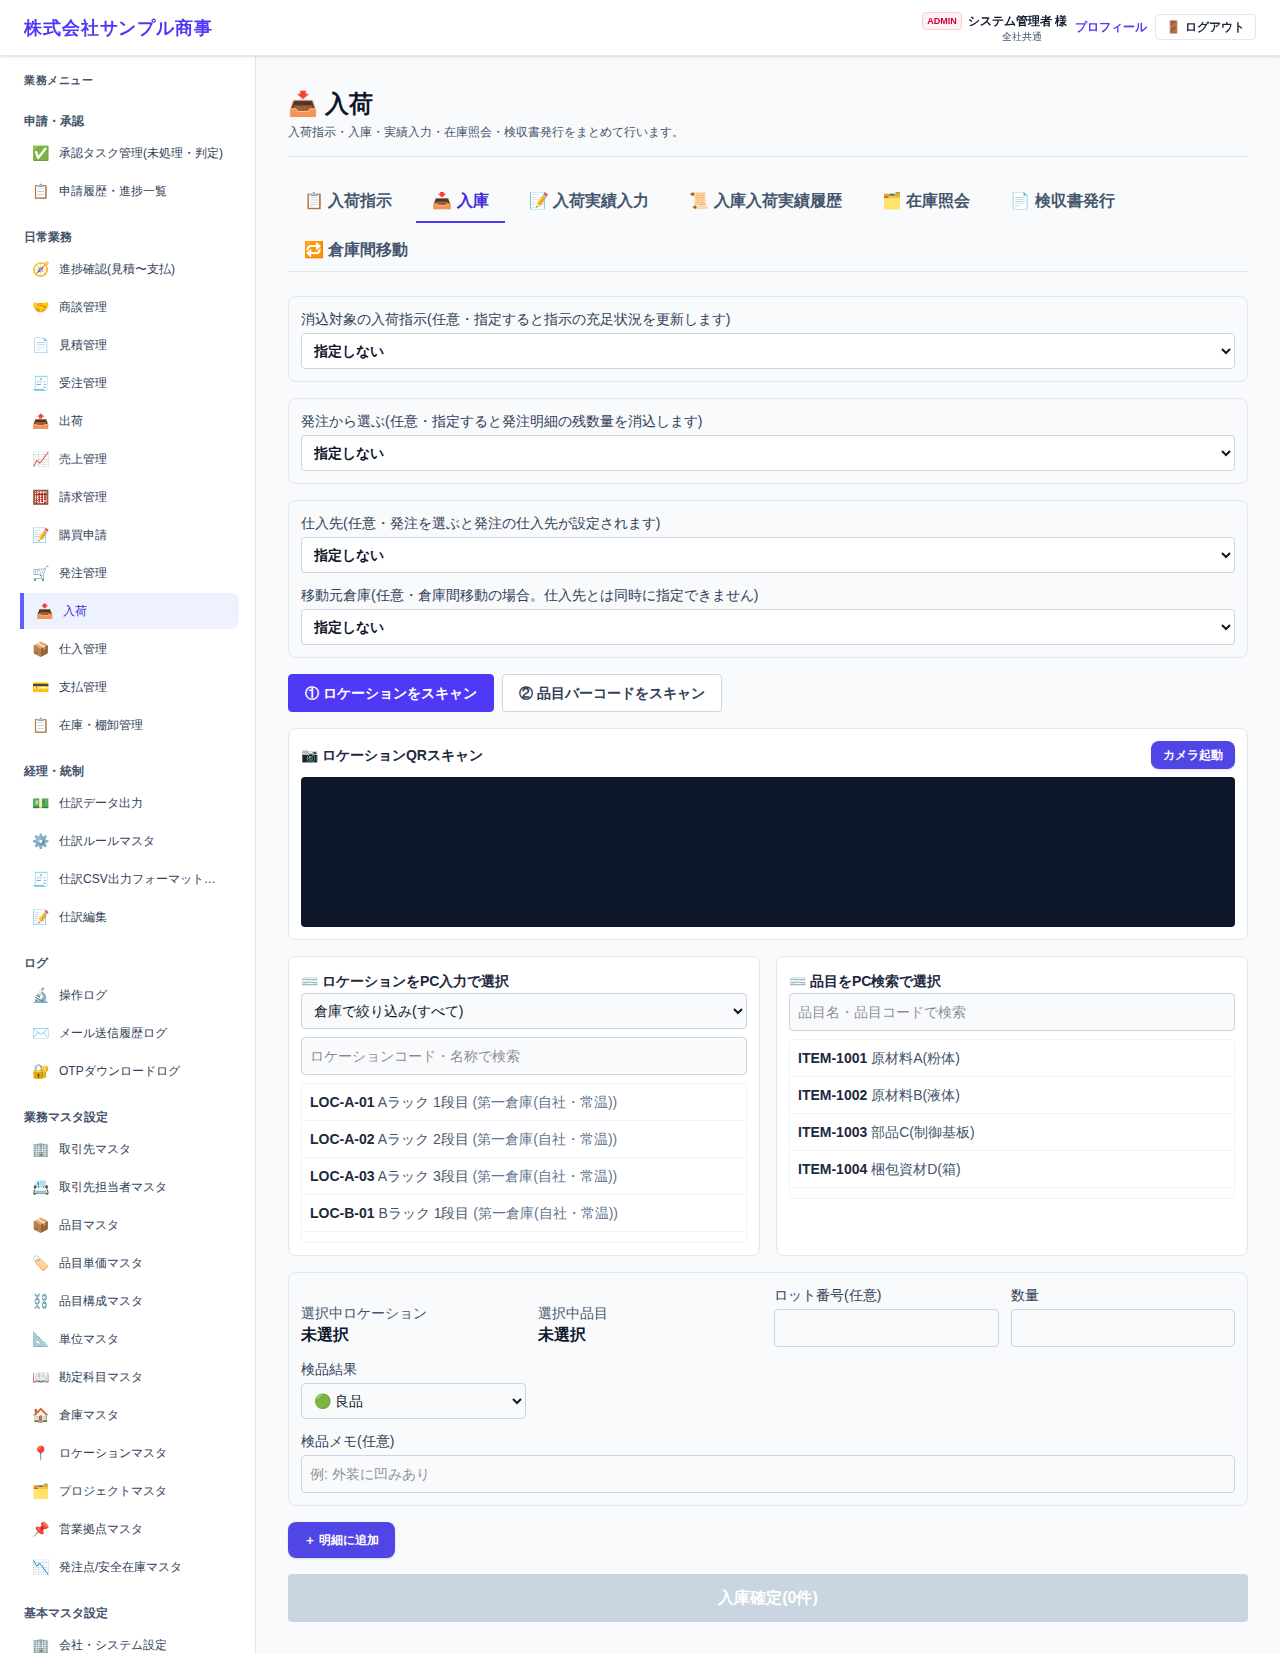 株式会社サンプル商事
ADMIN システム管理者 様
全社共通
プロフィール
ログアウト
業務メニュー
申請・承認
承認タスク管理(未処理・判定)
申請履歴・進捗一覧
日常業務
進捗確認(見積〜支払)
商談管理
見積管理
受注管理
出荷
売上管理
請求管理
購買申請
発注管理
入荷
仕入管理
支払管理
在庫・棚卸管理
経理・統制
仕訳データ出力
仕訳ルールマスタ
仕訳CSV出力フォーマット...
仕訳編集
ログ
操作ログ
メール送信履歴ログ
OTPダウンロードログ
業務マスタ設定
取引先マスタ
取引先担当者マスタ
品目マスタ
品目単価マスタ
品目構成マスタ
単位マスタ
勘定科目マスタ
倉庫マスタ
ロケーションマスタ
プロジェクトマスタ
営業拠点マスタ
発注点/安全在庫マスタ
基本マスタ設定
会社・システム設定
入荷
入荷指示・入庫・実績入力・在庫照会・検収書発行をまとめて行います。
入荷指示 入庫 入荷実績入力 入庫入荷実績履歴 在庫照会 検収書発行
倉庫間移動
消込対象の入荷指示(任意・指定すると指示の充足状況を更新します)
指定しない
発注から選ぶ(任意・指定すると発注明細の残数量を消込します)
指定しない
仕入先(任意・発注を選ぶと発注の仕入先が設定されます)
指定しない
移動元倉庫(任意・倉庫間移動の場合。仕入先とは同時に指定できません)
指定しない
① ロケーションをスキャン ② 品目バーコードをスキャン
ロケーションQRスキャン
カメラ起動
ロケーションをPC入力で選択
倉庫で絞り込み(すべて)
ロケーションコード・名称で検索
LOC-A-01 Aラック 1段目 (第一倉庫(自社・常温))
LOC-A-02 Aラック 2段目 (第一倉庫(自社・常温))
LOC-A-03 Aラック 3段目 (第一倉庫(自社・常温))
LOC-B-01 Bラック 1段目 (第一倉庫(自社・常温))
品目をPC検索で選択
品目名・品目コードで検索
ITEM-1001 原材料A(粉体)
ITEM-1002 原材料B(液体)
ITEM-1003 部品C(制御基板)
ITEM-1004 梱包資材D(箱)
選択中ロケーション
未選択
選択中品目
未選択
ロット番号(任意)
数量
検品結果
良品
検品メモ(任意)
例: 外装に凹みあり
+ 明細に追加
入庫確定(0件)